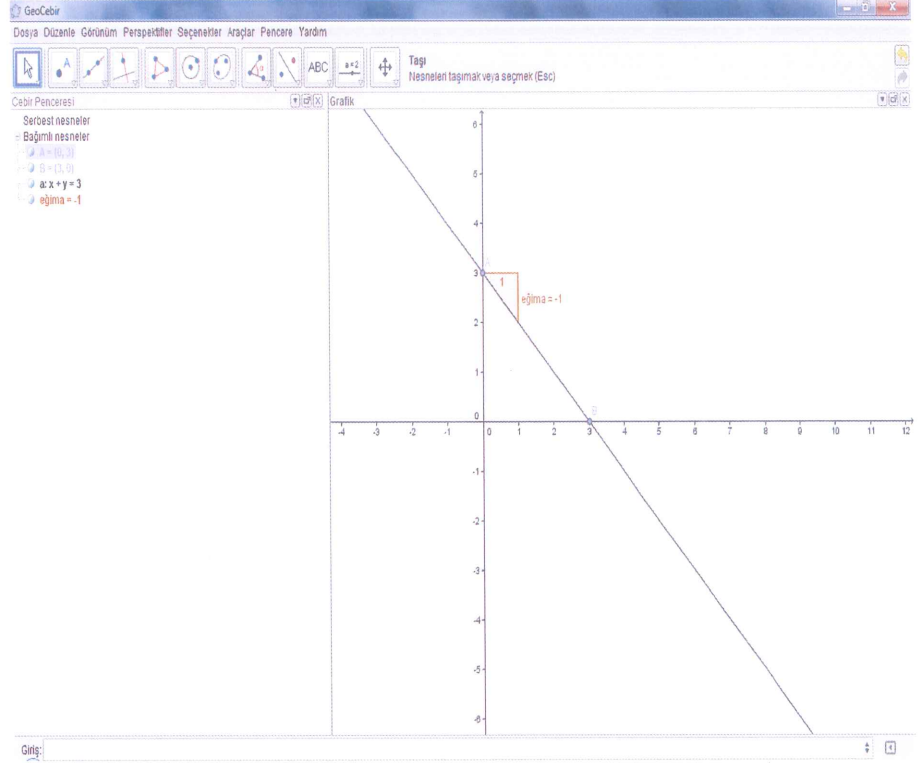 GeoCebir
Dosya Düzenle Görünüm Perspektifler Seçenekler Araçlar Pencere Yardım
A
α
ABC
a=2
Taşı
Nesneleri taşımak veya seçmek (Esc)
Cebir Penceresi
Grafik
Serbest nesneler
Bağımlı nesneler
A = (0, 3)
B = (3, 0)
a: x + y = 3
eğima = -1
6
5
4
3
2
1
0
-1
-2
-3
-4
-5
-6
-4 -3 -2 -1 0 1 2 3 4 5 6 7 8 9 10 11 12
A
1
eğima = -1
B
Giriş: